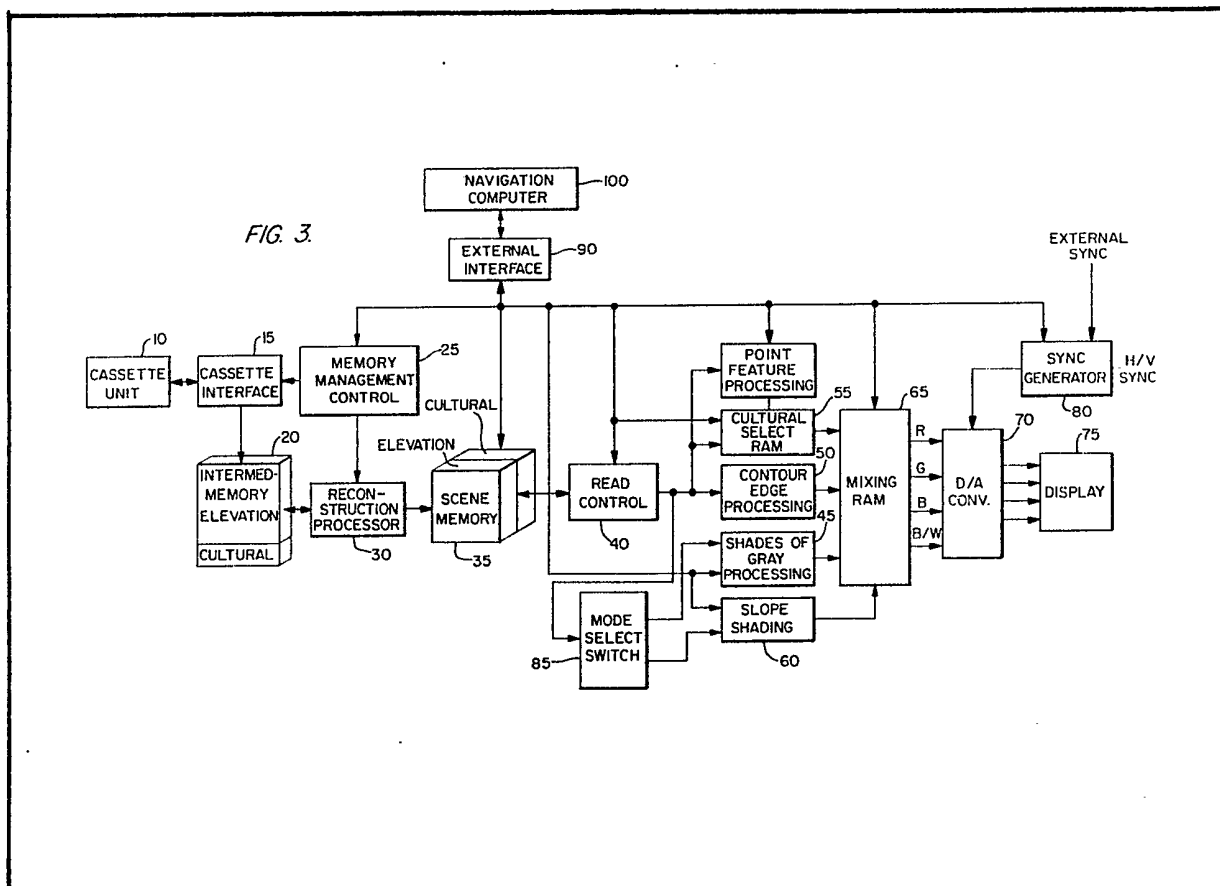 FIG. 3.
NAVIGATION
COMPUTER
100
EXTERNAL
INTERFACE
90
EXTERNAL
SYNC
10
CASSETTE
UNIT
15
CASSETTE
INTERFACE
MEMORY
MANAGEMENT
CONTROL
25
POINT
FEATURE
PROCESSING
SYNC
GENERATOR
80
H/V
SYNC
20
INTERMED-
MEMORY
ELEVATION
CULTURAL
RECON-
STRUCTION
PROCESSOR
30
CULTURAL
ELEVATION
SCENE
MEMORY
35
READ
CONTROL
40
55
CULTURAL
SELECT
RAM
50
CONTOUR
EDGE
PROCESSING
45
SHADES OF
GRAY
PROCESSING
SLOPE
SHADING
60
MODE
SELECT
SWITCH
85
65
MIXING
RAM
R
G
B
B/W
70
D/A
CONV.
75
DISPLAY